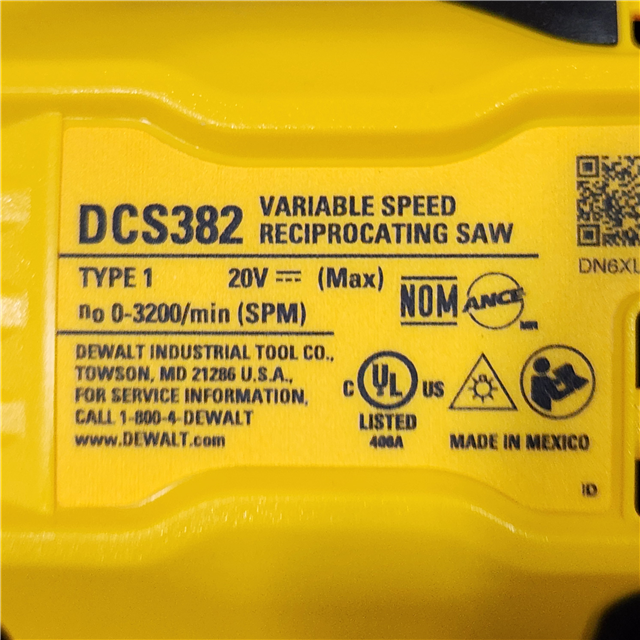 DCS382 VARIABLE SPEED
RECIPROCATING SAW
TYPE 1 20V ⎓ (Max)
no 0-3200/min (SPM)
NOM ANCE
DN6XL
DEWALT INDUSTRIAL TOOL CO.,
TOWSON, MD 21286 U.S.A.,
FOR SERVICE INFORMATION,
CALL 1-800-4-DEWALT
www.DEWALT.com
C UL US
LISTED
406A
MADE IN MEXICO
ID